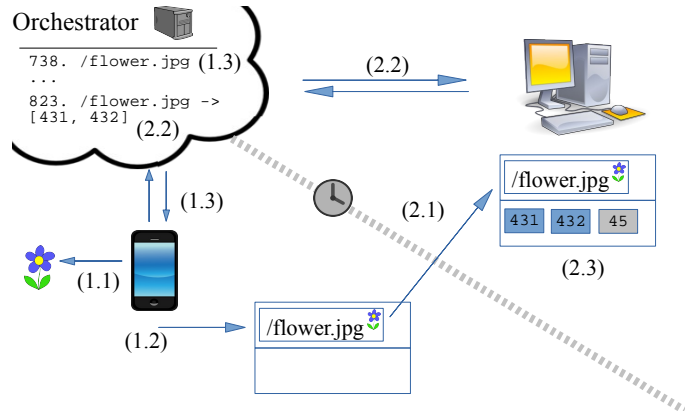 Orchestrator
738. /flower.jpg (1.3)
...
823. /flower.jpg ->
[431, 432]
(2.2)
(2.2)
(1.3)
/flower.jpg
431 432 45
(2.1)
(2.3)
(1.1)
(1.2)
/flower.jpg